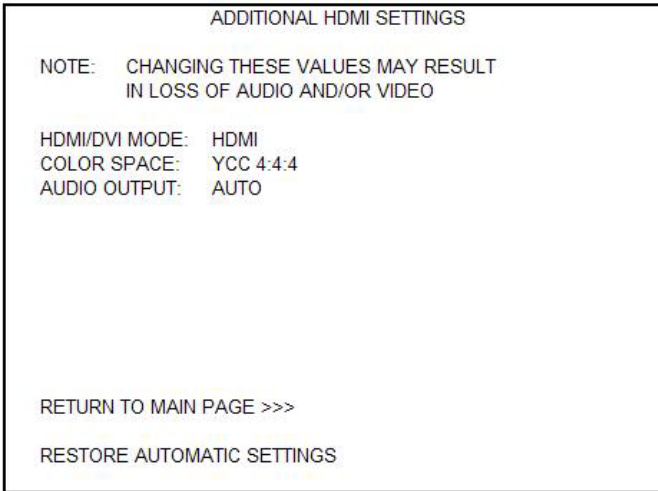 ADDITIONAL HDMI SETTINGS
NOTE: CHANGING THESE VALUES MAY RESULT
IN LOSS OF AUDIO AND/OR VIDEO
HDMI/DVI MODE: HDMI
COLOR SPACE: YCC 4:4:4
AUDIO OUTPUT: AUTO
RETURN TO MAIN PAGE >>>
RESTORE AUTOMATIC SETTINGS